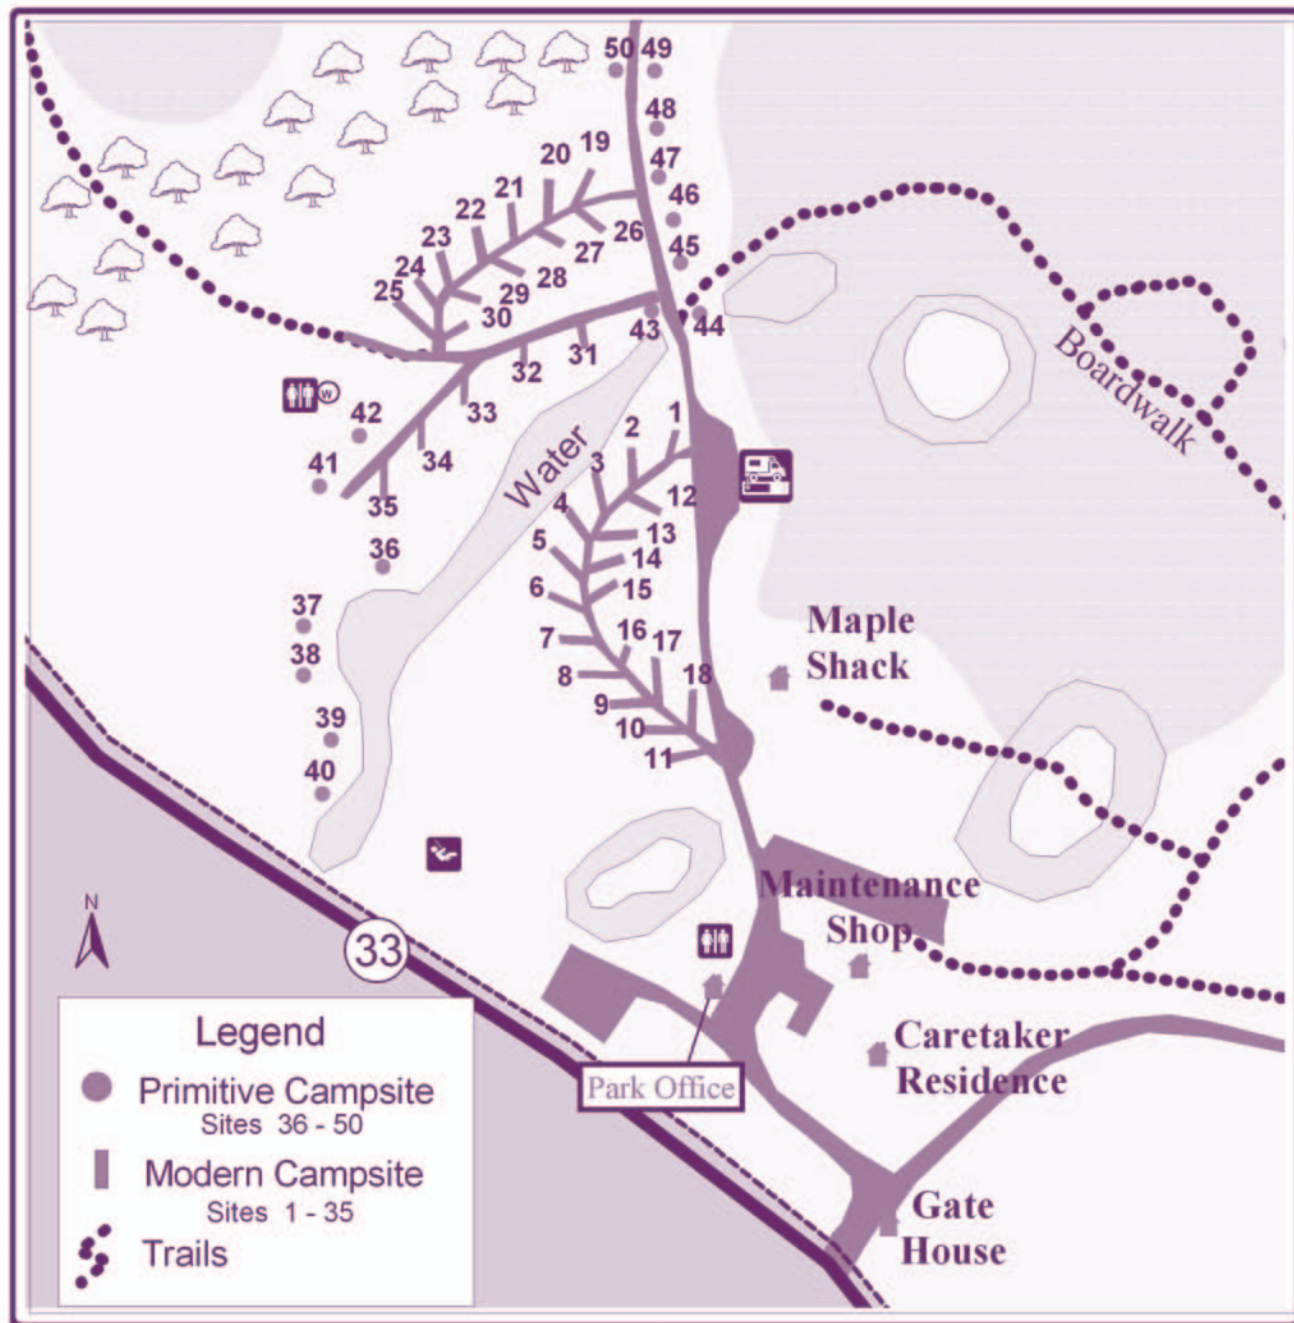 50 49
48
19
20
47
21
46
22
26
23
45
27
24
28
25
29
30
43
44
31
32
Boardwalk
33
1
42
2
W
34
3
41
Water
12
4
35
13
5
14
36
6
15
37
7
16
17
Maple
Shack
38
8
18
9
39
10
11
40
Maintenance
Shop
N
33
Caretaker
Residence
Park Office
Gate
House
Legend
Primitive Campsite
Sites 36 - 50
Modern Campsite
Sites 1 - 35
Trails